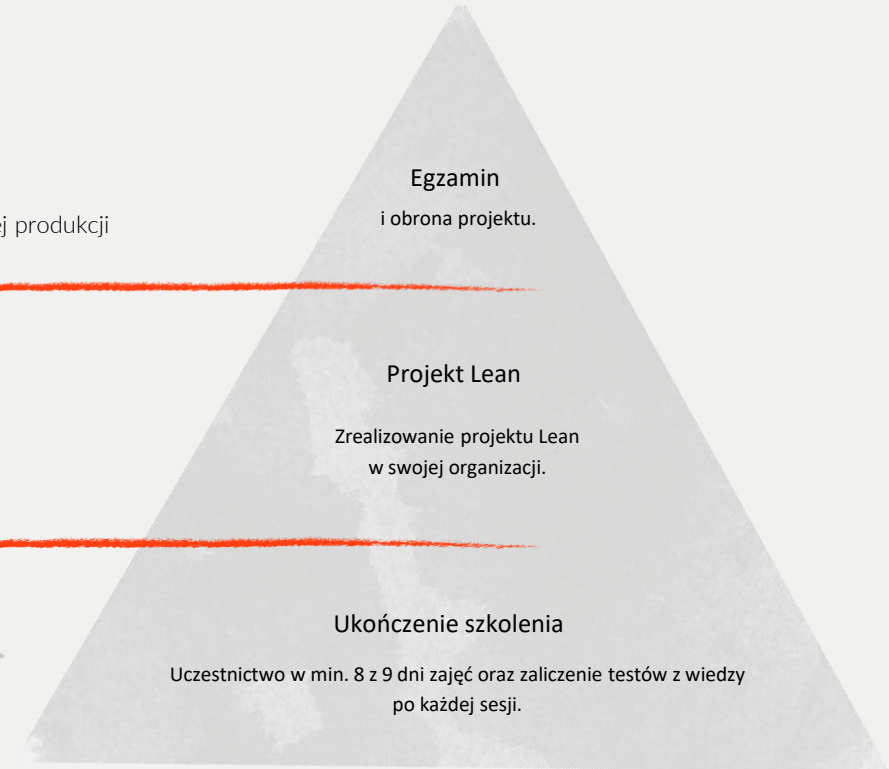 Egzamin
i obrona projektu.
produkcji
Projekt Lean
Zrealizowanie projektu Lean
w swojej organizacji.
Ukończenie szkolenia
Uczestnictwo w min. 8 z 9 dni zajęć oraz zaliczenie testów z wiedzy
po każdej sesji.